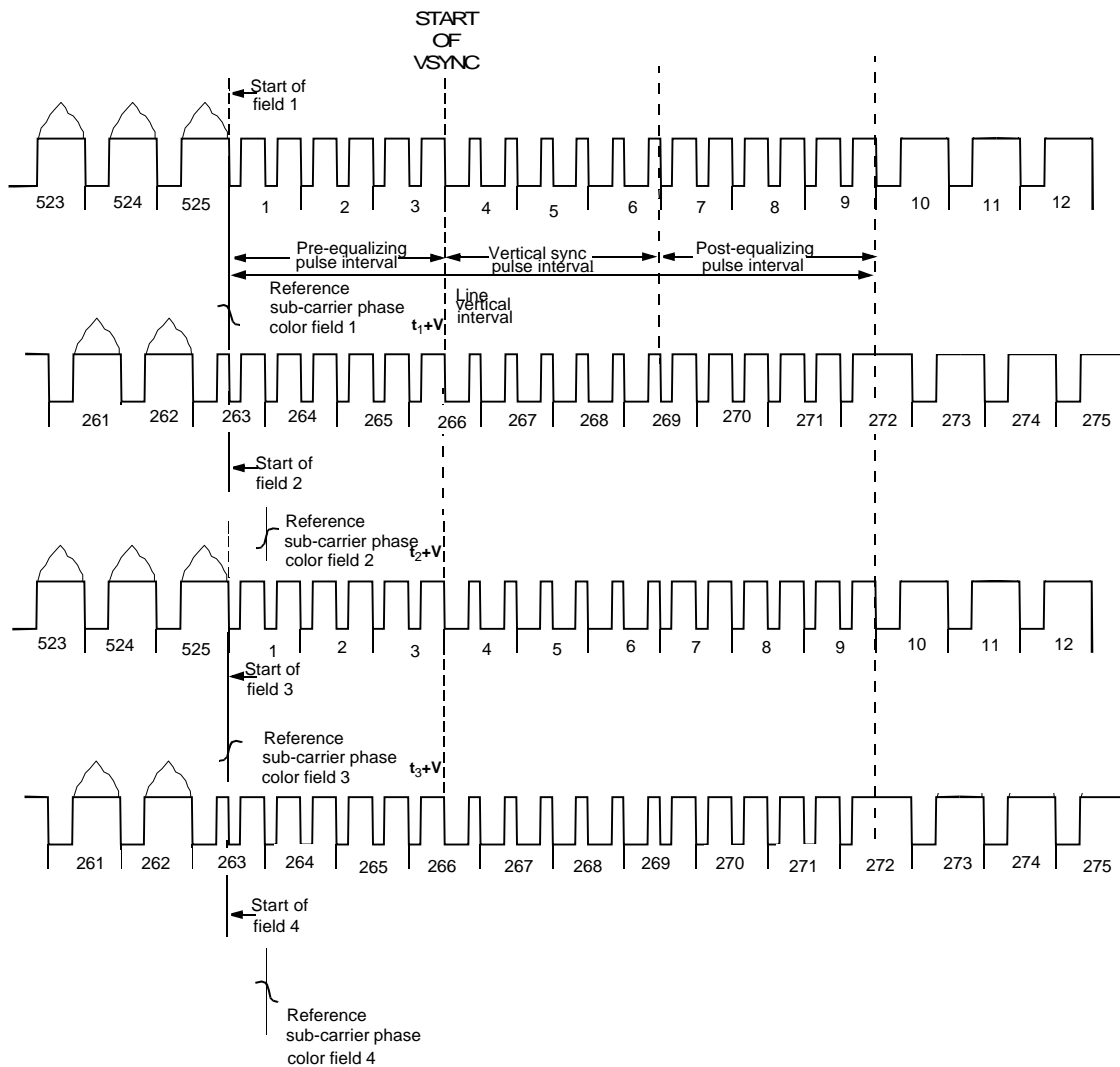 START
OF
VSYNC
Start of
field 1
523 524 525 1 2 3 4 5 6 7 8 9 10 11 12
Pre-equalizing
pulse interval
Vertical sync
pulse interval
Post-equalizing
pulse interval
Reference
sub-carrier phase
color field 1
t1+V
Line
vertical
interval
261 262 263 264 265 266 267 268 269 270 271 272 273 274 275
Start of
field 2
Reference
sub-carrier phase
color field 2
t2+V
523 524 525 1 2 3 4 5 6 7 8 9 10 11 12
Start of
field 3
Reference
sub-carrier phase
color field 3
t3+V
261 262 263 264 265 266 267 268 269 270 271 272 273 274 275
Start of
field 4
Reference
sub-carrier phase
color field 4